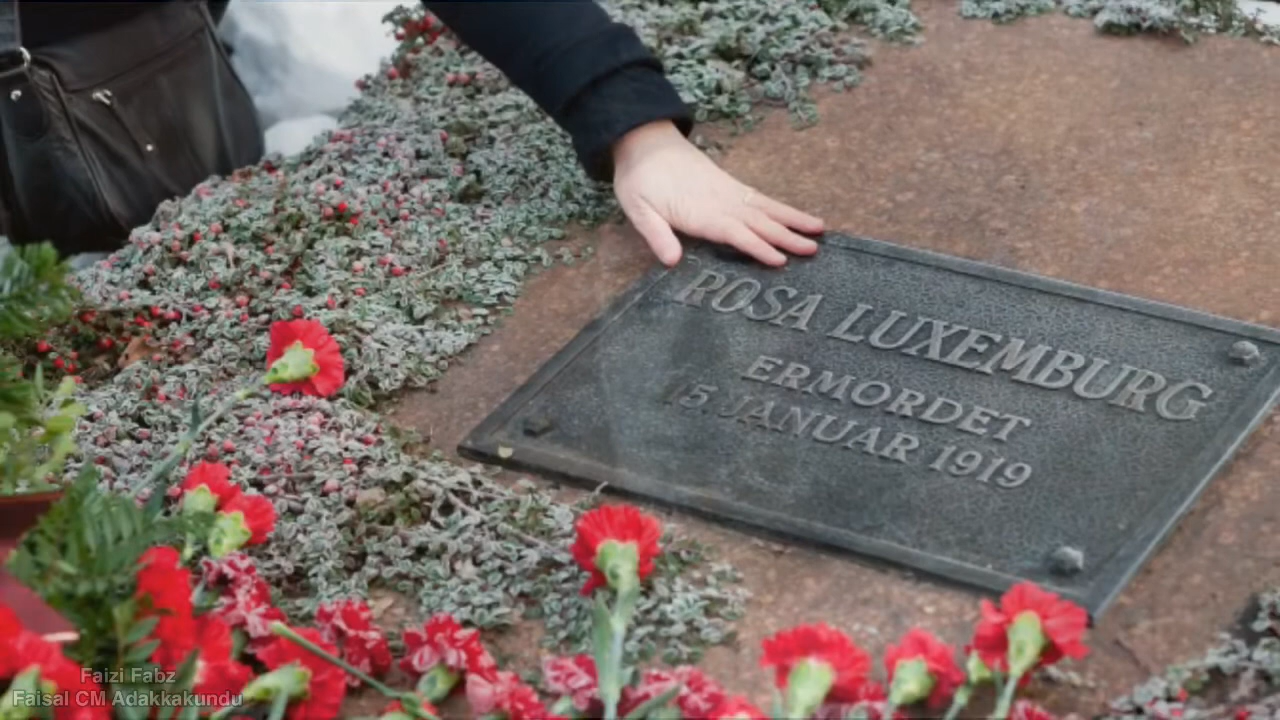 ROSA LUXEMBURG
ERMORDET
15. JANUAR 1919
Faizi Fabz
Faisal CM Adakkakundu